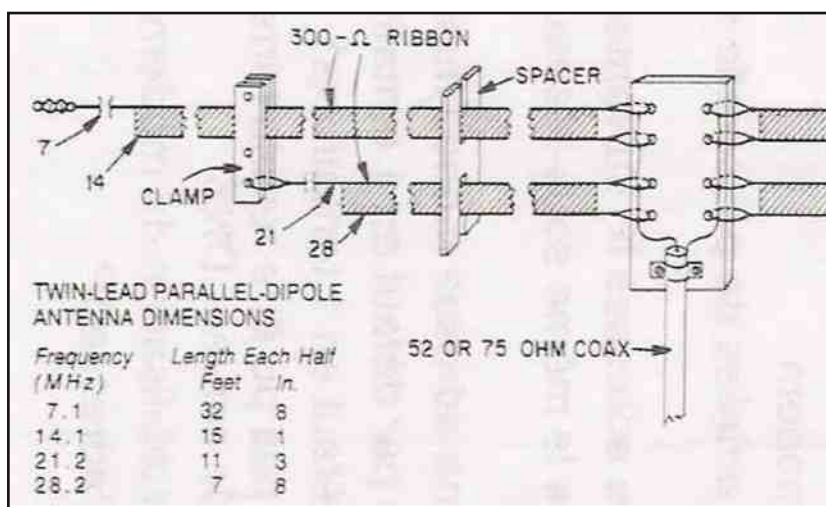 300-Ω RIBBON
SPACER
7
14
CLAMP
21
28
TWIN-LEAD PARALLEL-DIPOLE
ANTENNA DIMENSIONS
52 OR 75 OHM COAX
Frequency Length Each Half
(MHz) Feet In.
7.1 32 8
14.1 15 1
21.2 11 3
28.2 7 8